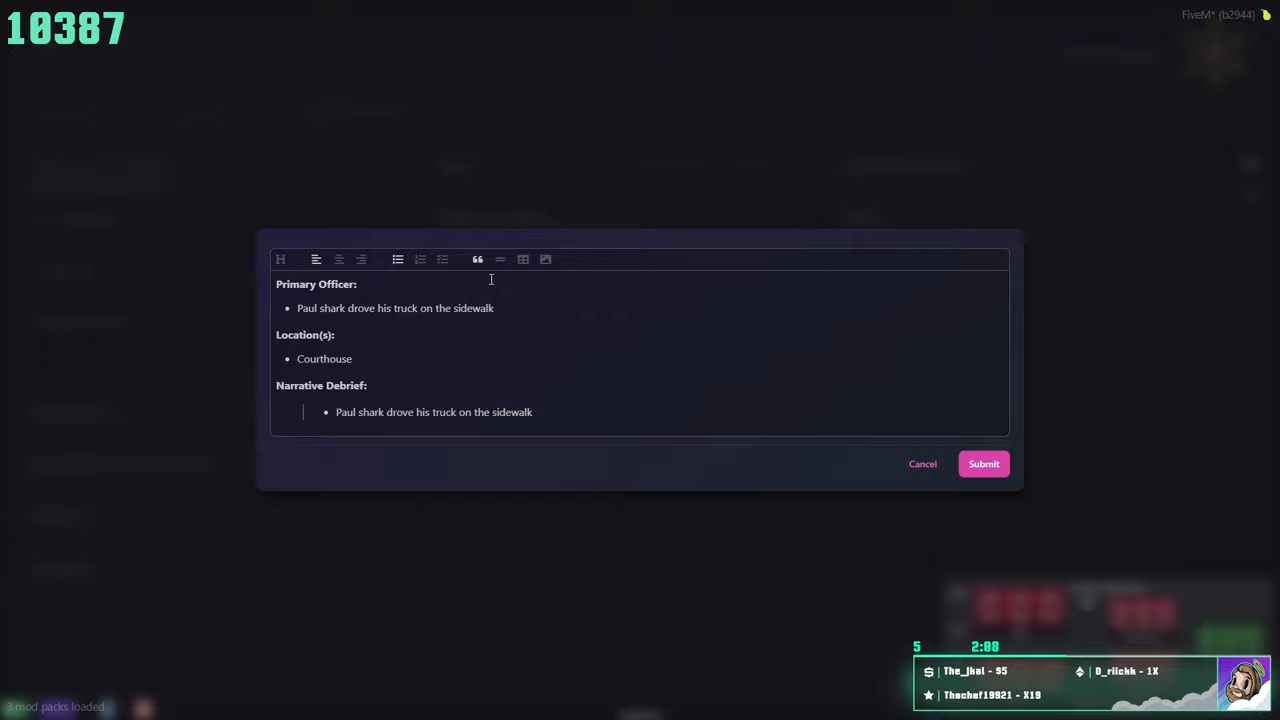 10387
FiveM* (b2944)
Primary Officer:
Paul shark drove his truck on the sidewalk
Location(s):
Courthouse
Narrative Debrief:
Paul shark drove his truck on the sidewalk
Cancel
Submit
5
2:08
The_jkal - 95
D_riickk - 1X
Thachaf19921 - X19
3 mod packs loaded